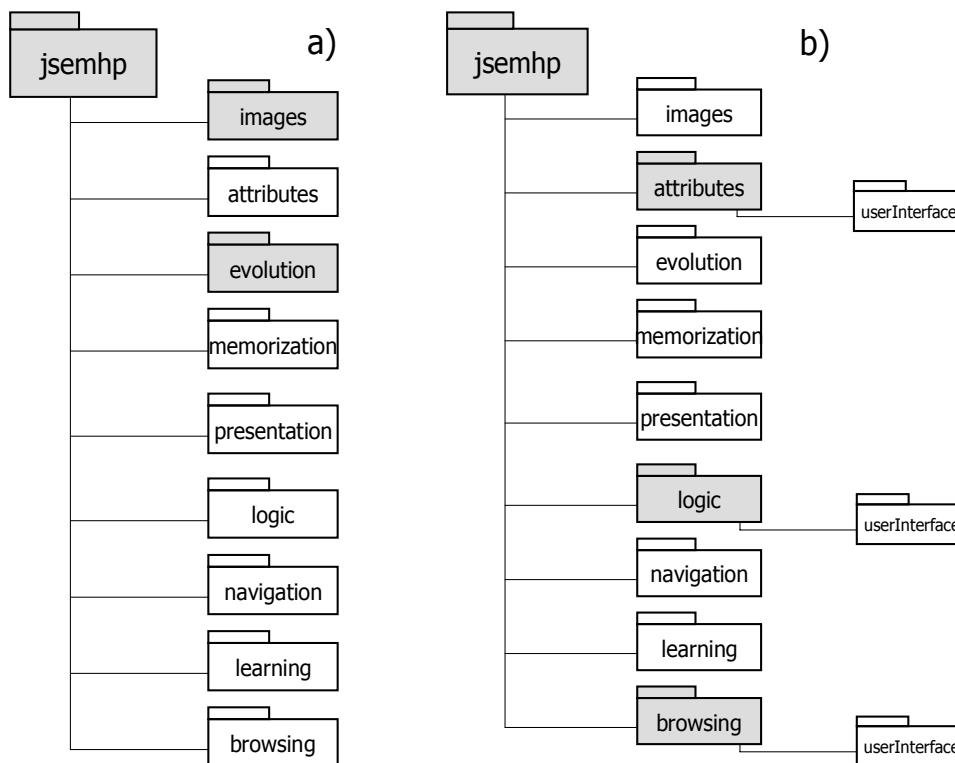 a)
jsemhp
images
attributes
evolution
memorization
presentation
logic
navigation
learning
browsing
b)
jsemhp
images
attributes
userInterface
evolution
memorization
presentation
logic
userInterface
navigation
learning
browsing
userInterface